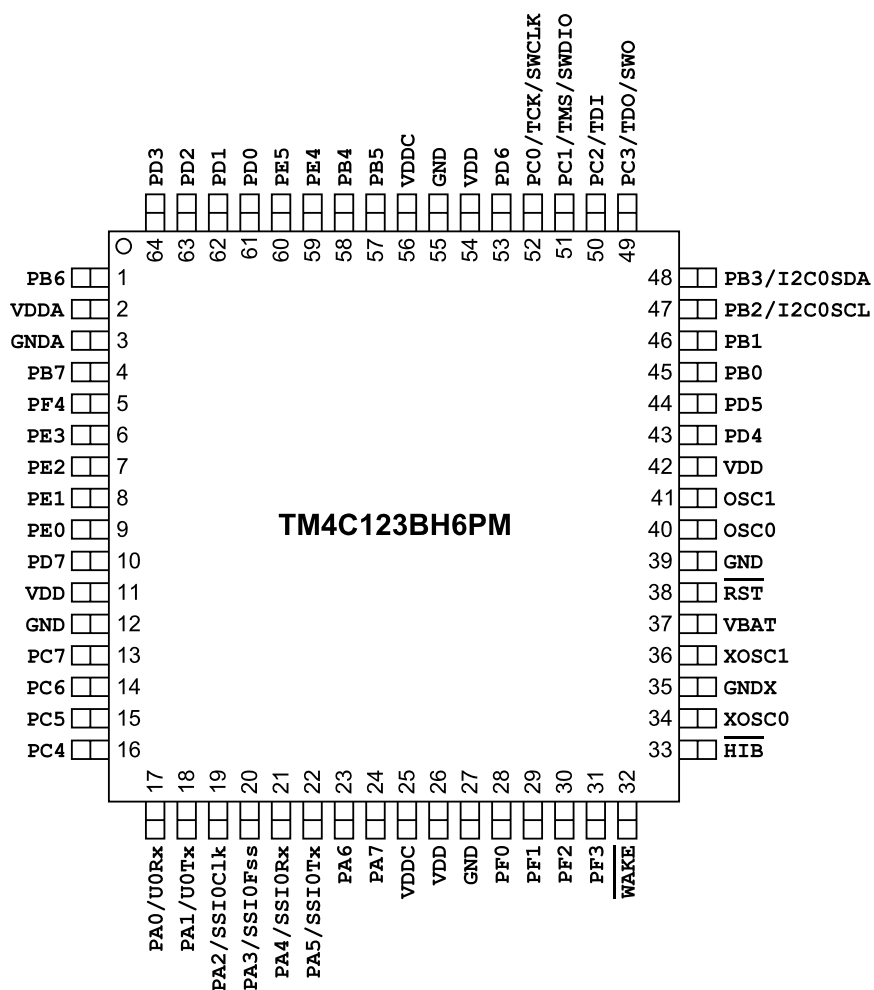 PD3
PD2
PD1
PD0
PE5
PE4
PB4
PB5
VDDC
GND
VDD
PD6
PC0/TCK/SWCLK
PC1/TMS/SWDIO
PC2/TDI
PC3/TDO/SWO
64
63
62
61
60
59
58
57
56
55
54
53
52
51
50
49
PB6 1
VDDA 2
GNDA 3
PB7 4
PF4 5
PE3 6
PE2 7
PE1 8
PE0 9
PD7 10
VDD 11
GND 12
PC7 13
PC6 14
PC5 15
PC4 16
TM4C123BH6PM
48 PB3/I2C0SDA
47 PB2/I2C0SCL
46 PB1
45 PB0
44 PD5
43 PD4
42 VDD
41 OSC1
40 OSC0
39 GND
38 RST
37 VBAT
36 XOSC1
35 GNDX
34 XOSC0
33 HIB
17
18
19
20
21
22
23
24
25
26
27
28
29
30
31
32
PA0/U0Rx
PA1/U0Tx
PA2/SSI0Clk
PA3/SSI0Fss
PA4/SSI0Rx
PA5/SSI0Tx
PA6
PA7
VDDC
VDD
GND
PF0
PF1
PF2
PF3
WAKE